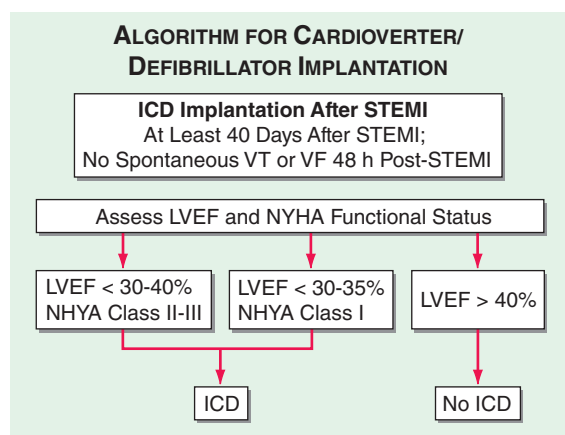 ALGORITHM FOR CARDIOVERTER/
DEFIBRILLATOR IMPLANTATION
ICD Implantation After STEMI
At Least 40 Days After STEMI;
No Spontaneous VT or VF 48 h Post-STEMI
Assess LVEF and NYHA Functional Status
LVEF < 30-40%
NHYA Class II-III
LVEF < 30-35%
NHYA Class I
LVEF > 40%
ICD
No ICD